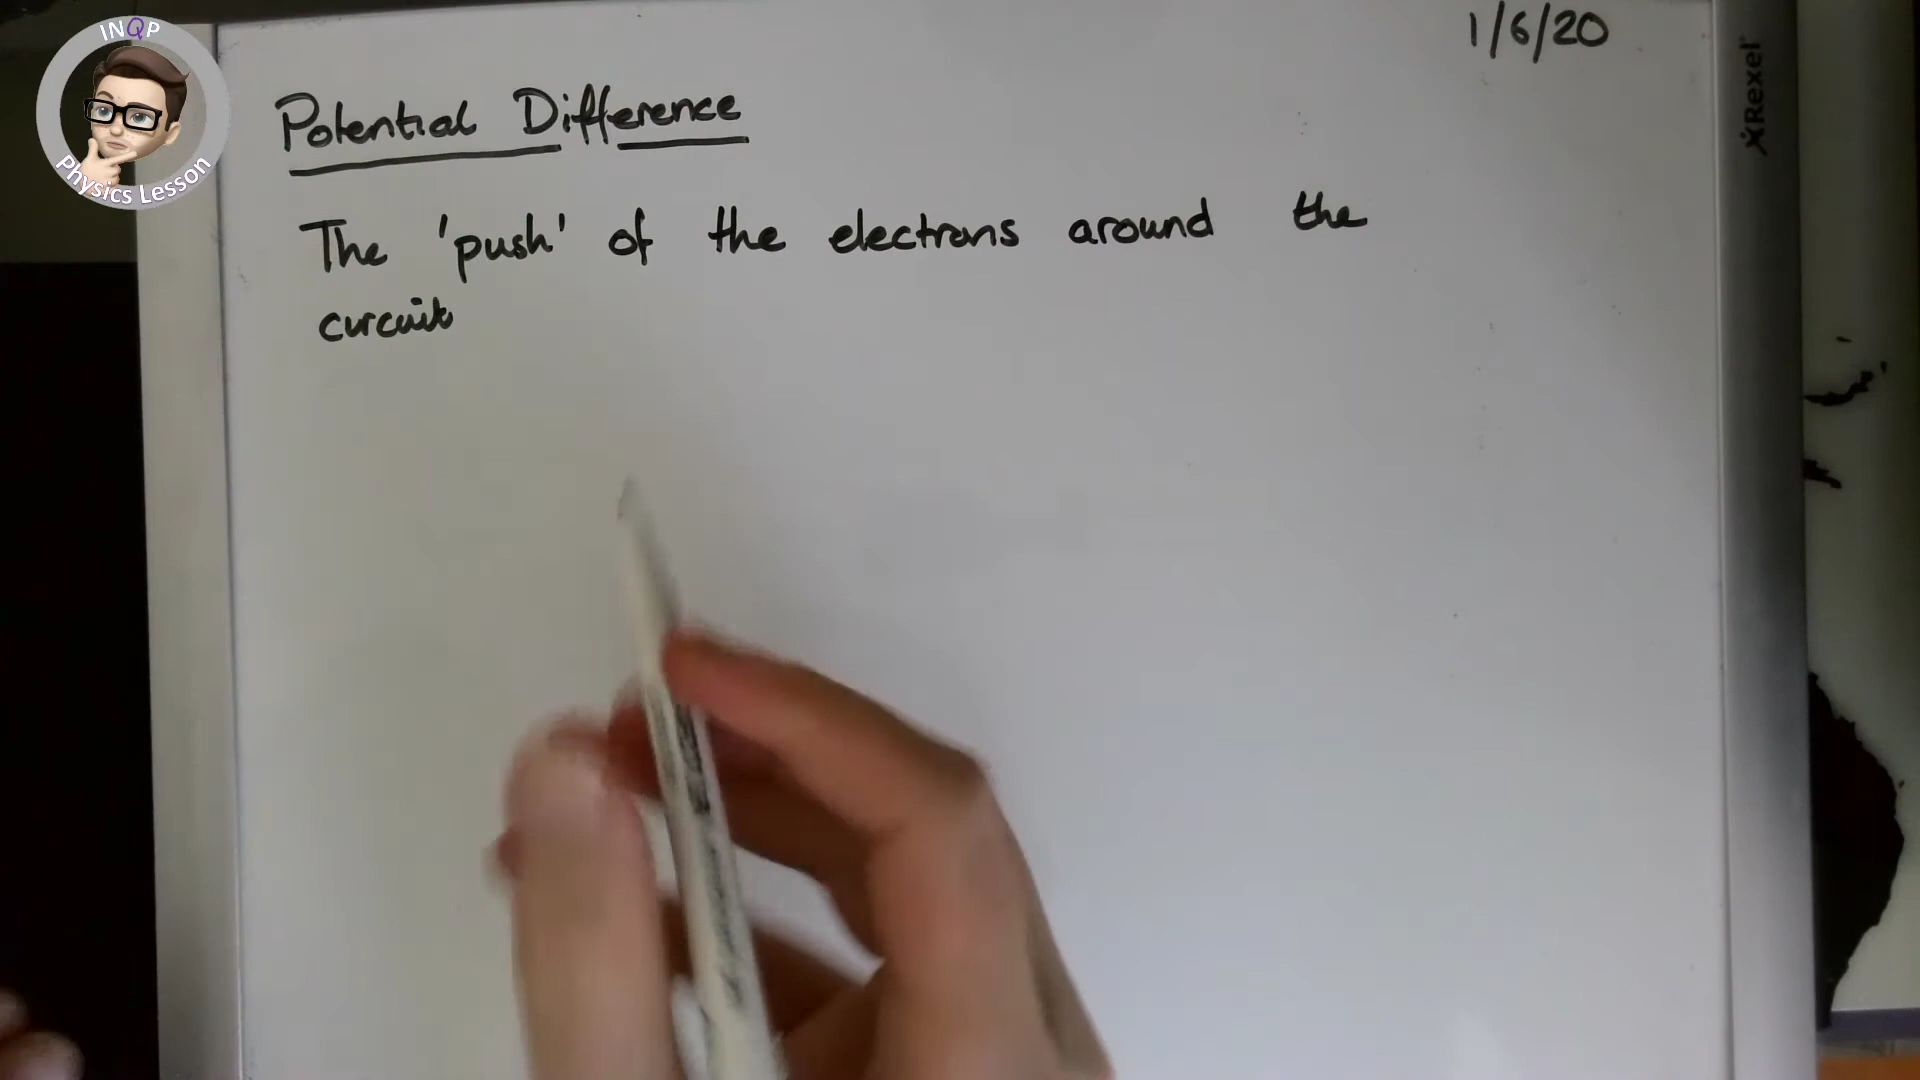 INQP
Physics Lesson
1/6/20
Rexel
Potential Difference
The 'push' of the electrons around the
circuit